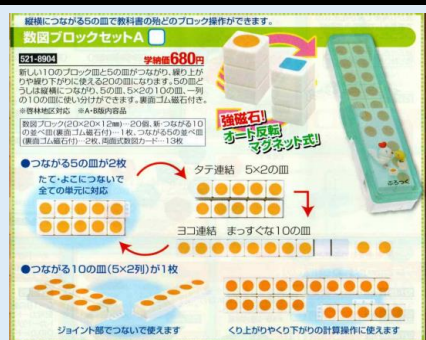 縦横につながる5の皿で教科書の殆どのブロック操作ができます。
数図ブロックセットA
521-8904 学納価680円
新しい10のブロック皿と5の皿がつながり、繰り上が
りや繰り下がりに使える20の皿になります。5の皿ど
うしは縦横につながり、5の皿、5×2の10の皿、一列
の10の皿に使い分けができます。裏面ゴム磁石付き。
※啓林地区対応 ※A・B版内容品
数図ブロック(20×20×12㎜)…20個、新・つながる10
の並べ皿(裏面ゴム磁石付)…1枚、つながる5の並べ皿
(裏面ゴム磁石付)…2枚、両面式数図カード…13枚
強磁石!
オート反転
マグネット式!
●つながる5の皿が2枚
たて・よこにつないで
全ての単元に対応
タテ連結 5×2の皿
ヨコ連結 まっすぐな10の皿
●つながる10の皿(5×2列)が1枚
ジョイント部でつないで使えます
くり上がりやくり下がりの計算操作に使えます